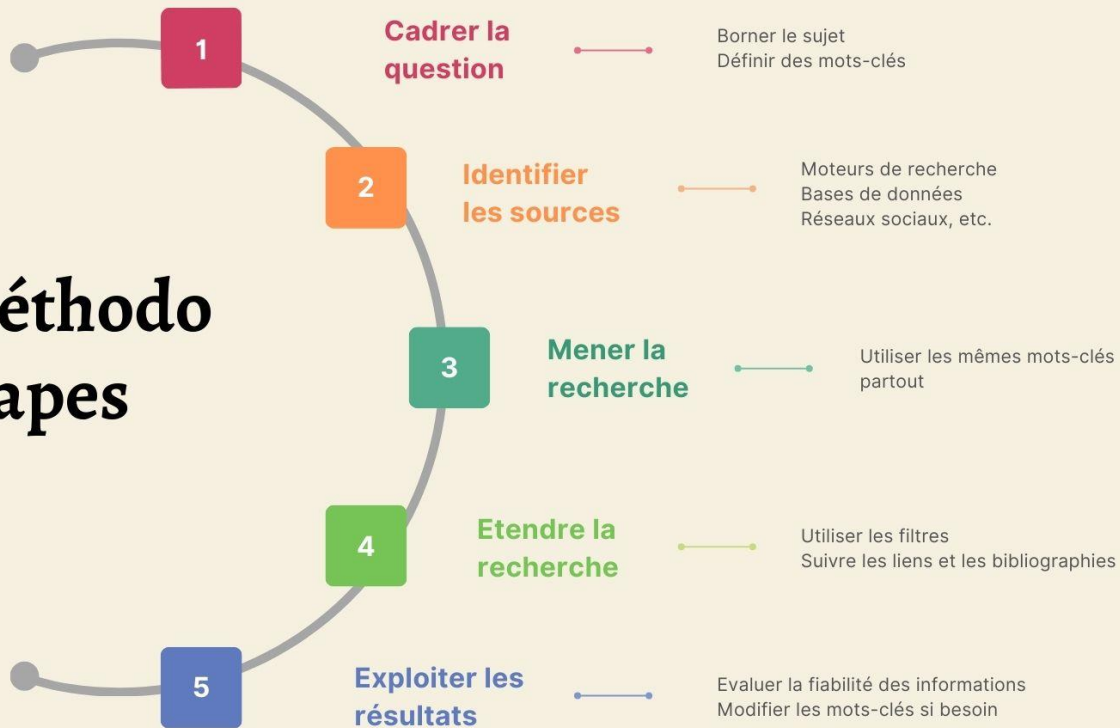 1
Cadrer la
question
Borner le sujet
Définir des mots-clés
2
Identifier
les sources
Moteurs de recherche
Bases de données
Réseaux sociaux, etc.
éthodo
apes
3
Mener la
recherche
Utiliser les mêmes mots-clés
partout
4
Etendre la
recherche
Utiliser les filtres
Suivre les liens et les bibliographies
5
Exploiter les
résultats
Evaluer la fiabilité des informations
Modifier les mots-clés si besoin